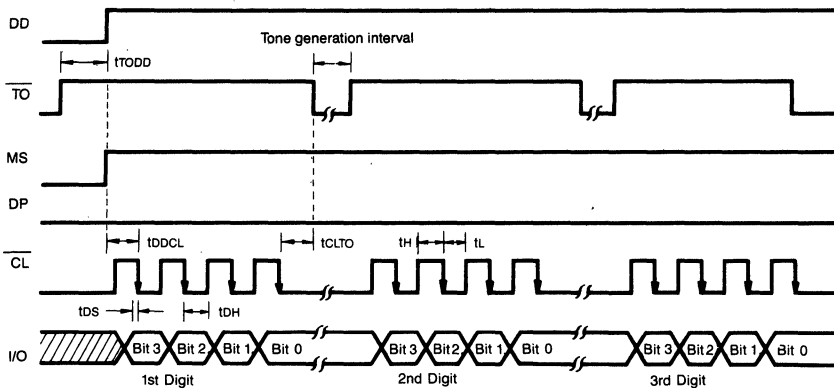 DD
tTODD
Tone generation interval
TO
MS
DP
tDDCL
tCLTO
tH
tL
CL
tDS
tDH
I/O
Bit 3 Bit 2 Bit 1 Bit 0
Bit 3 Bit 2 Bit 1 Bit 0
Bit 3 Bit 2 Bit 1 Bit 0
1st Digit
2nd Digit
3rd Digit